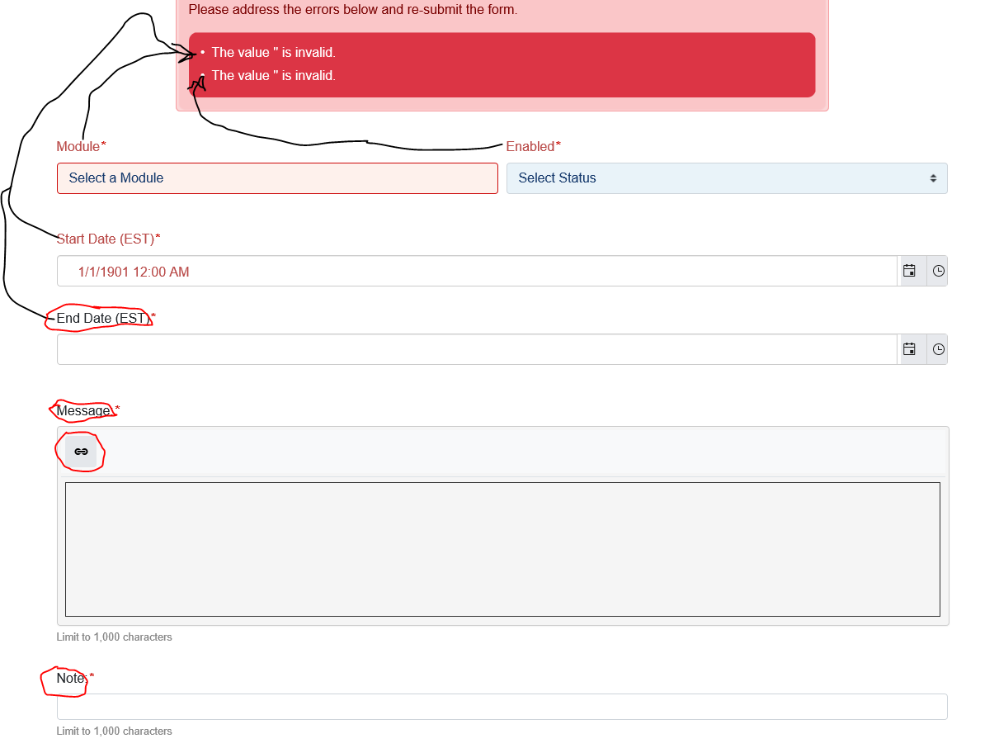 Please address the errors below and re-submit the form.
• The value '' is invalid.
• The value '' is invalid.
Module* Enabled*
Select a Module Select Status
Start Date (EST)*
1/1/1901 12:00 AM
End Date (EST)*
Message:*
Limit to 1,000 characters
Note:*
Limit to 1,000 characters